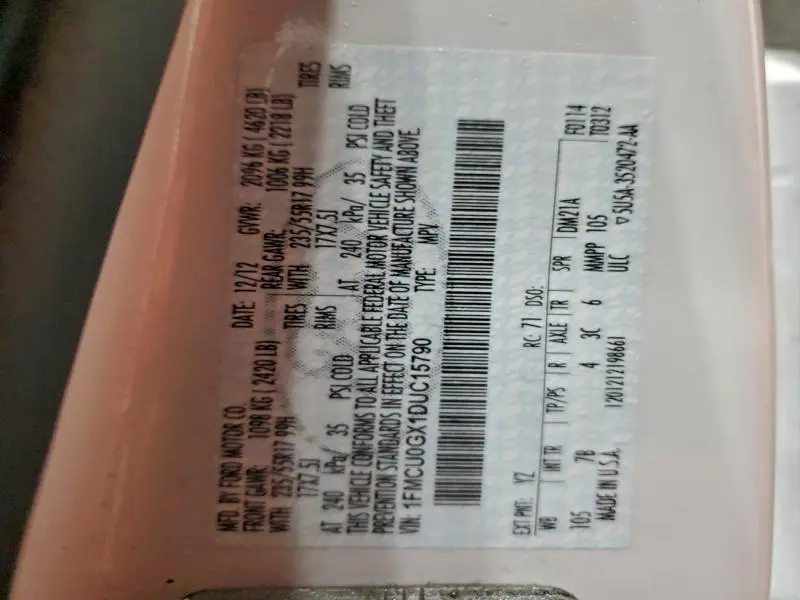 MFD. BY FORD MOTOR CO.
DATE: 12/12 GVWR: 2096 KG ( 4620 LB)
FRONT GAWR: 1098 KG ( 2420 LB) REAR GAWR: 1006 KG ( 2218 LB)
WITH 235/55R17 99H TIRES WITH 235/55R17 99H TIRES
17X7.5J RIMS 17X7.5J RIMS
AT 240 kPa/ 35 PSI COLD AT 240 kPa/ 35 PSI COLD
THIS VEHICLE CONFORMS TO ALL APPLICABLE FEDERAL MOTOR VEHICLE SAFETY AND THEFT
PREVENTION STANDARDS IN EFFECT ON THE DATE OF MANUFACTURE SHOWN ABOVE.
VIN: 1FMCU0GX1DUC15790 TYPE: MPV
EXT PNT: YZ RC: 71 DSO:
WB INT TR TP/PS R AXLE TR SPR DM21A F0114
105 7B 4 3C 6 MMPP 105 T0312
MADE IN U.S.A. 1201212198661 ULC ▽5U5A-3520472-AA